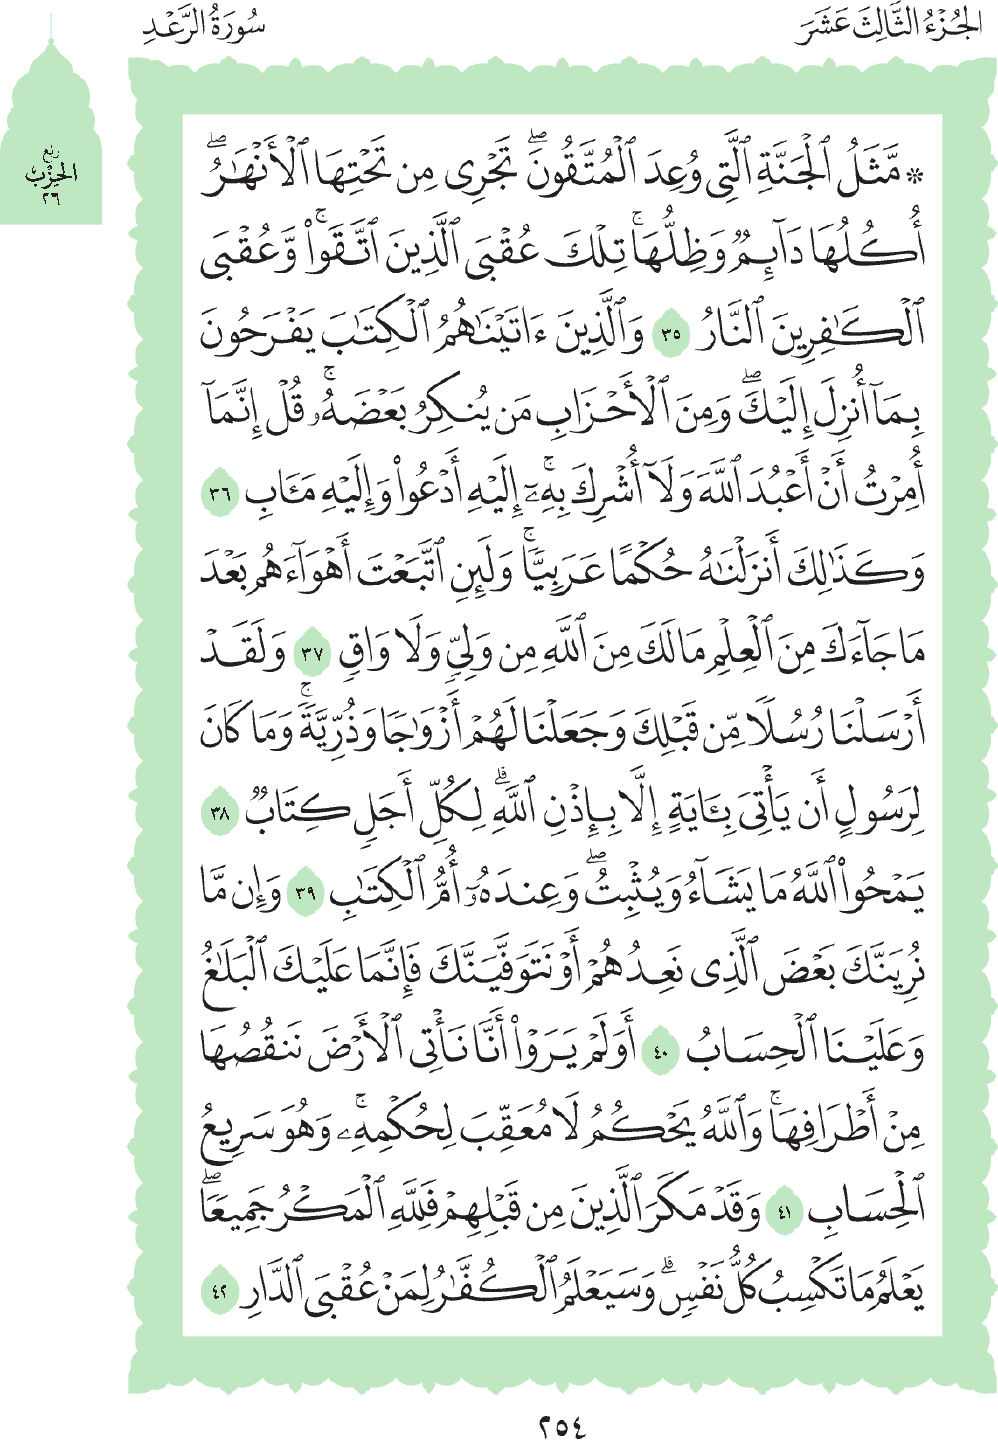 الجُزْءُ الثَّالِثَ عَشَرَ
سُورَةُ الرَّعْدِ
ربع
الحِزْب
٢٦
۞ مَّثَلُ ٱلْجَنَّةِ ٱلَّتِى وُعِدَ ٱلْمُتَّقُونَۖ تَجْرِى مِن تَحْتِهَا ٱلْأَنْهَٰرُۖ
أُكُلُهَا دَآئِمٌ وَظِلُّهَاۚ تِلْكَ عُقْبَى ٱلَّذِينَ ٱتَّقَوا۟ۚ وَّعُقْبَى
ٱلْكَٰفِرِينَ ٱلنَّارُ ٣٥ وَٱلَّذِينَ ءَاتَيْنَٰهُمُ ٱلْكِتَٰبَ يَفْرَحُونَ
بِمَآ أُنزِلَ إِلَيْكَۖ وَمِنَ ٱلْأَحْزَابِ مَن يُنكِرُ بَعْضَهُۥۚ قُلْ إِنَّمَآ
أُمِرْتُ أَنْ أَعْبُدَ ٱللَّهَ وَلَآ أُشْرِكَ بِهِۦٓۚ إِلَيْهِ أَدْعُوا۟ وَإِلَيْهِ مَـَٔابِ ٣٦
وَكَذَٰلِكَ أَنزَلْنَٰهُ حُكْمًا عَرَبِيًّاۚ وَلَئِنِ ٱتَّبَعْتَ أَهْوَآءَهُم بَعْدَ
مَا جَآءَكَ مِنَ ٱلْعِلْمِ مَا لَكَ مِنَ ٱللَّهِ مِن وَلِىٍّ وَلَا وَاقٍ ٣٧ وَلَقَدْ
أَرْسَلْنَا رُسُلًا مِّن قَبْلِكَ وَجَعَلْنَا لَهُمْ أَزْوَٰجًا وَذُرِّيَّةًۚ وَمَا كَانَ
لِرَسُولٍ أَن يَأْتِىَ بِـَٔايَةٍ إِلَّا بِإِذْنِ ٱللَّهِۗ لِكُلِّ أَجَلٍ كِتَابٌ ٣٨
يَمْحُوا۟ ٱللَّهُ مَا يَشَآءُ وَيُثْبِتُۖ وَعِندَهُۥٓ أُمُّ ٱلْكِتَٰبِ ٣٩ وَإِن مَّا
نُرِيَنَّكَ بَعْضَ ٱلَّذِى نَعِدُهُمْ أَوْ نَتَوَفَّيَنَّكَ فَإِنَّمَا عَلَيْكَ ٱلْبَلَٰغُ
وَعَلَيْنَا ٱلْحِسَابُ ٤٠ أَوَلَمْ يَرَوْا۟ أَنَّا نَأْتِى ٱلْأَرْضَ نَنقُصُهَا
مِنْ أَطْرَافِهَاۚ وَٱللَّهُ يَحْكُمُ لَا مُعَقِّبَ لِحُكْمِهِۦۚ وَهُوَ سَرِيعُ
ٱلْحِسَابِ ٤١ وَقَدْ مَكَرَ ٱلَّذِينَ مِن قَبْلِهِمْ فَلِلَّهِ ٱلْمَكْرُ جَمِيعًاۖ
يَعْلَمُ مَا تَكْسِبُ كُلُّ نَفْسٍۗ وَسَيَعْلَمُ ٱلْكُفَّٰرُ لِمَنْ عُقْبَى ٱلدَّارِ ٤٢
٢٥٤